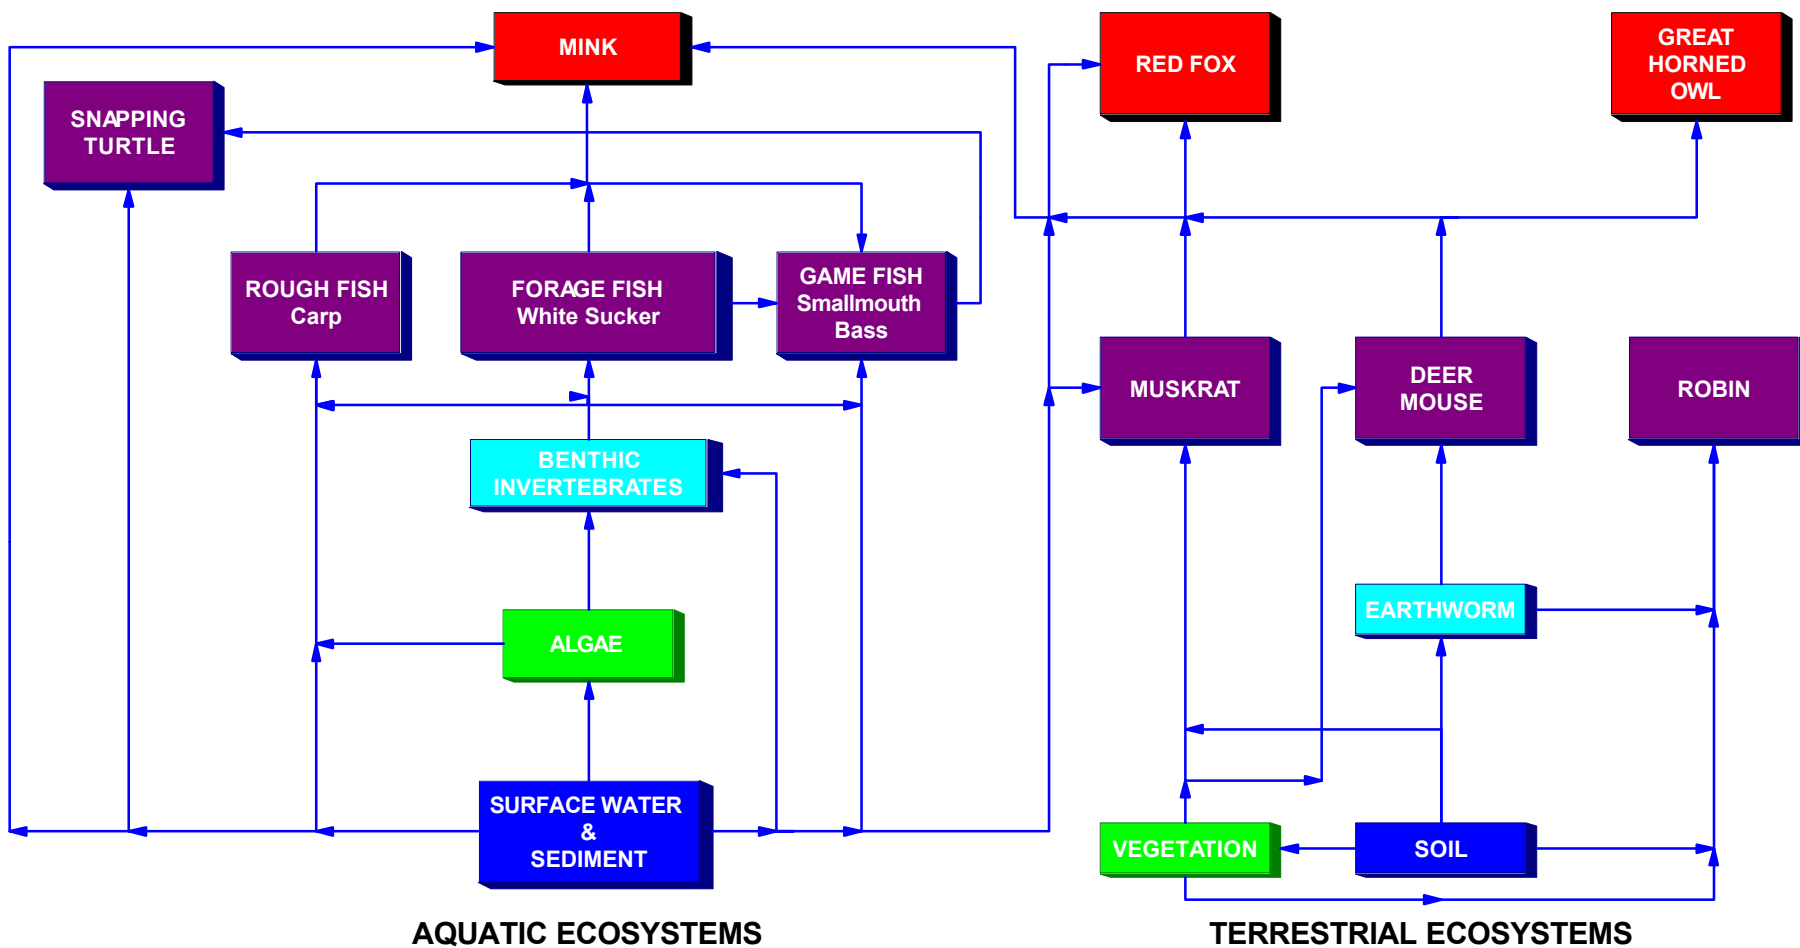 MINK
RED FOX
GREAT
HORNED
OWL
SNAPPING
TURTLE
ROUGH FISH
Carp
FORAGE FISH
White Sucker
GAME FISH
Smallmouth
Bass
MUSKRAT
DEER
MOUSE
ROBIN
BENTHIC
INVERTEBRATES
EARTHWORM
ALGAE
SURFACE WATER
&
SEDIMENT
VEGETATION
SOIL
AQUATIC ECOSYSTEMS
TERRESTRIAL ECOSYSTEMS